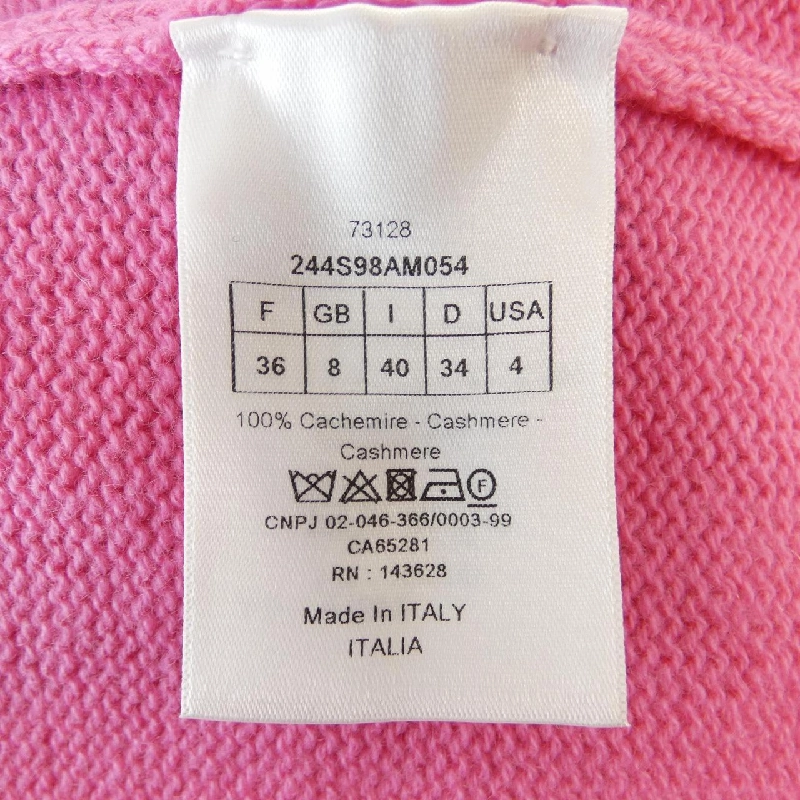 73128
244S98AM054
F GB I D USA
36 8 40 34 4
100% Cachemire - Cashmere -
Cashmere
F
CNPJ 02-046-366/0003-99
CA65281
RN : 143628
Made In ITALY
ITALIA